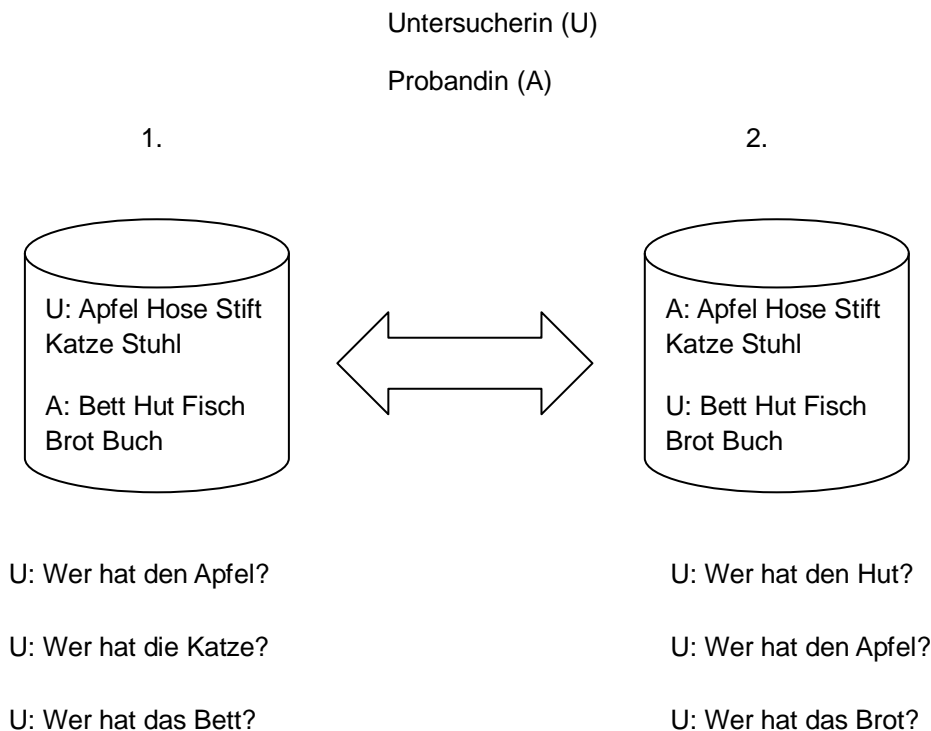 Untersucherin (U)
Probandin (A)
1.
2.
U: Apfel Hose Stift
Katze Stuhl
A: Bett Hut Fisch
Brot Buch
A: Apfel Hose Stift
Katze Stuhl
U: Bett Hut Fisch
Brot Buch
U: Wer hat den Apfel?
U: Wer hat die Katze?
U: Wer hat das Bett?
U: Wer hat den Hut?
U: Wer hat den Apfel?
U: Wer hat das Brot?